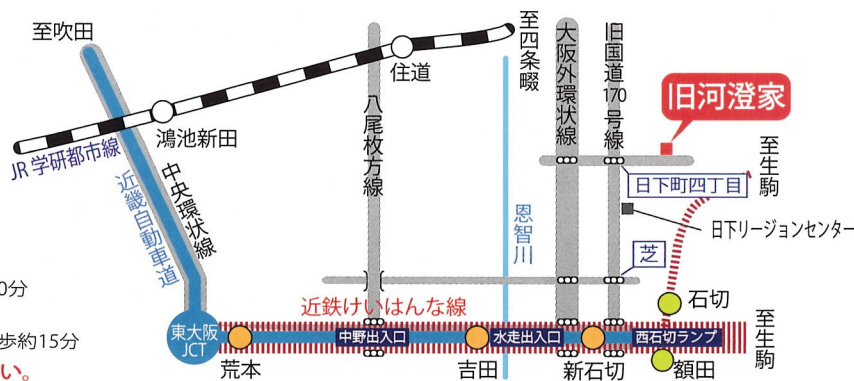 至吹田
至四条畷
大阪外環状線
旧国道170号線
住道
旧河澄家
八尾枚方線
鴻池新田
JR学研都市線
中央環状線
近畿自動車道
至生駒
日下町四丁目
恩智川
日下リージョンセンター
芝
0分
石切
近鉄けいはんな線
東大阪
JCT
中野出入口
水走出入口
西石切ランプ
至生駒
歩約15分
荒本
吉田
新石切
額田
い。